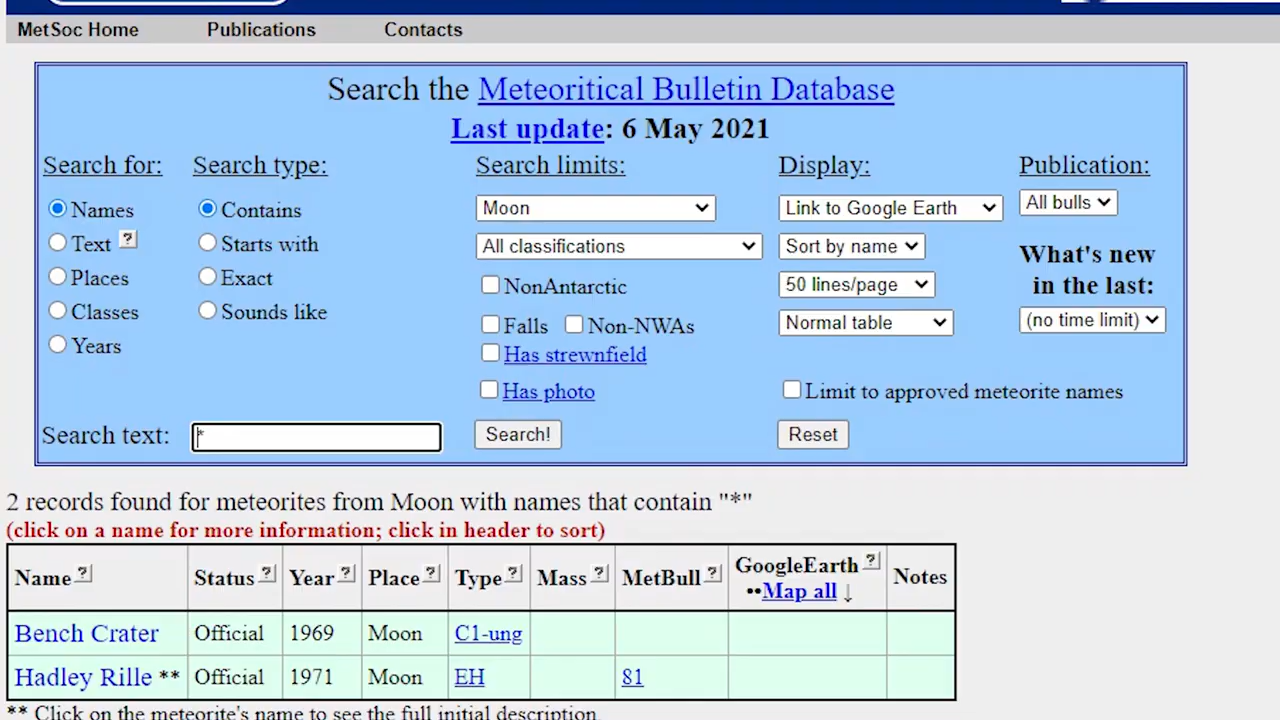 MetSoc Home Publications Contacts
Search the Meteoritical Bulletin Database
Last update: 6 May 2021
Search for: Search type: Search limits: Display: Publication:
Names Contains Moon Link to Google Earth All bulls
Text ? Starts with All classifications Sort by name What's new
Places Exact NonAntarctic 50 lines/page in the last:
Classes Sounds like Falls Non-NWAs Normal table (no time limit)
Years Has strewnfield
Has photo Limit to approved meteorite names
Search text: * Search! Reset
2 records found for meteorites from Moon with names that contain "*"
(click on a name for more information; click in header to sort)
Name ? Status ? Year ? Place ? Type ? Mass ? MetBull ? GoogleEarth ? Notes
••Map all ↓
Bench Crater Official 1969 Moon C1-ung
Hadley Rille ** Official 1971 Moon EH 81
** Click on the meteorite's name to see the full initial description.